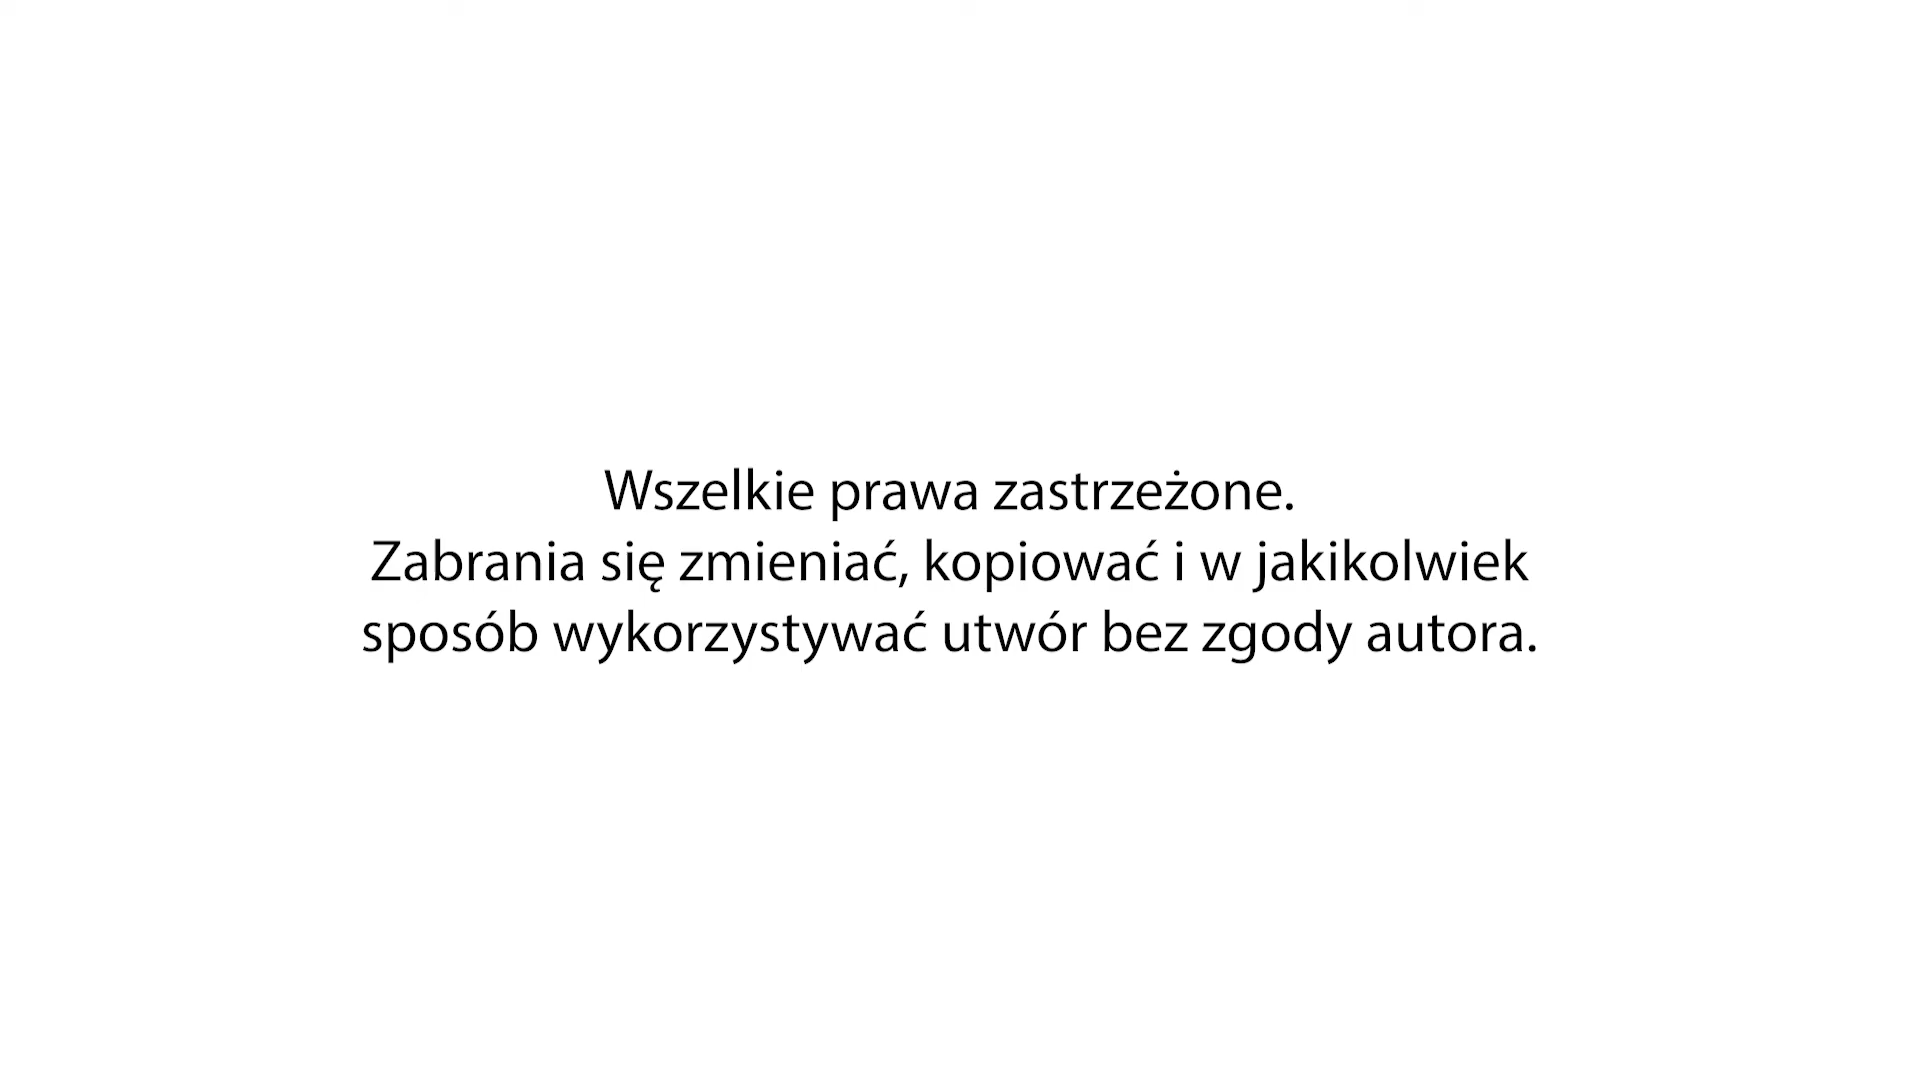 Wszelkie prawa zastrzeżone.
Zabrania się zmieniać, kopiować i w jakikolwiek
sposób wykorzystywać utwór bez zgody autora.